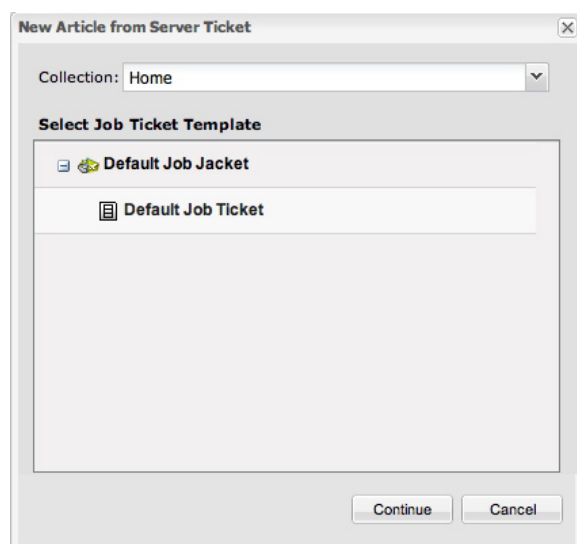 New Article from Server Ticket
Collection: Home
Select Job Ticket Template
Default Job Jacket
Default Job Ticket
Continue Cancel